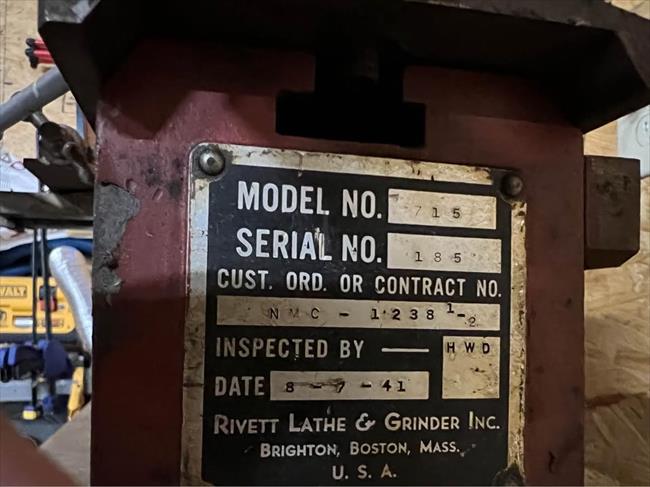 MODEL NO. 715
SERIAL NO. 185
CUST. ORD. OR CONTRACT NO.
NMC - 1238 1-2
INSPECTED BY — HWD
DATE 8-7-41
RIVETT LATHE & GRINDER INC.
BRIGHTON, BOSTON, MASS.
U. S. A.